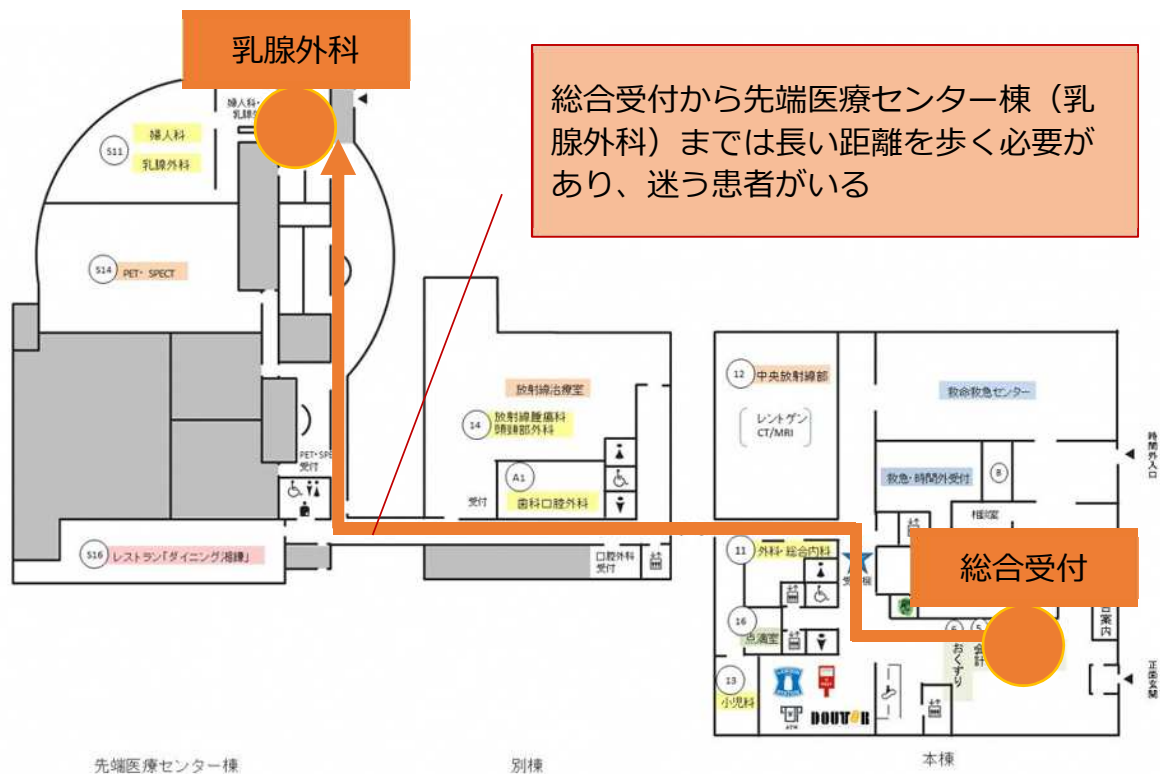 乳腺外科
総合受付から先端医療センター棟（乳
腺外科）までは長い距離を歩く必要が
あり、迷う患者がいる
婦人科・
S11
婦人科
乳腺外科
S14
PET・SPECT
PET・SPE
受付
S16
レストラン「ダイニング湘鎌」
先端医療センター棟
放射線治療室
14
放射線腫瘍科
頭頸部外科
A1
歯科口腔外科
受付
口腔外科
受付
別棟
12
中央放射線部
レントゲン
CT/MRI
救命救急センター
時間外入口
救急・時間外受付
8
相談室
11
外科・総合内科
総合受付
16
点滴室
13
小児科
ATM
DOUTOR
6
5
おくすり
会計
案内
正面玄関
本棟